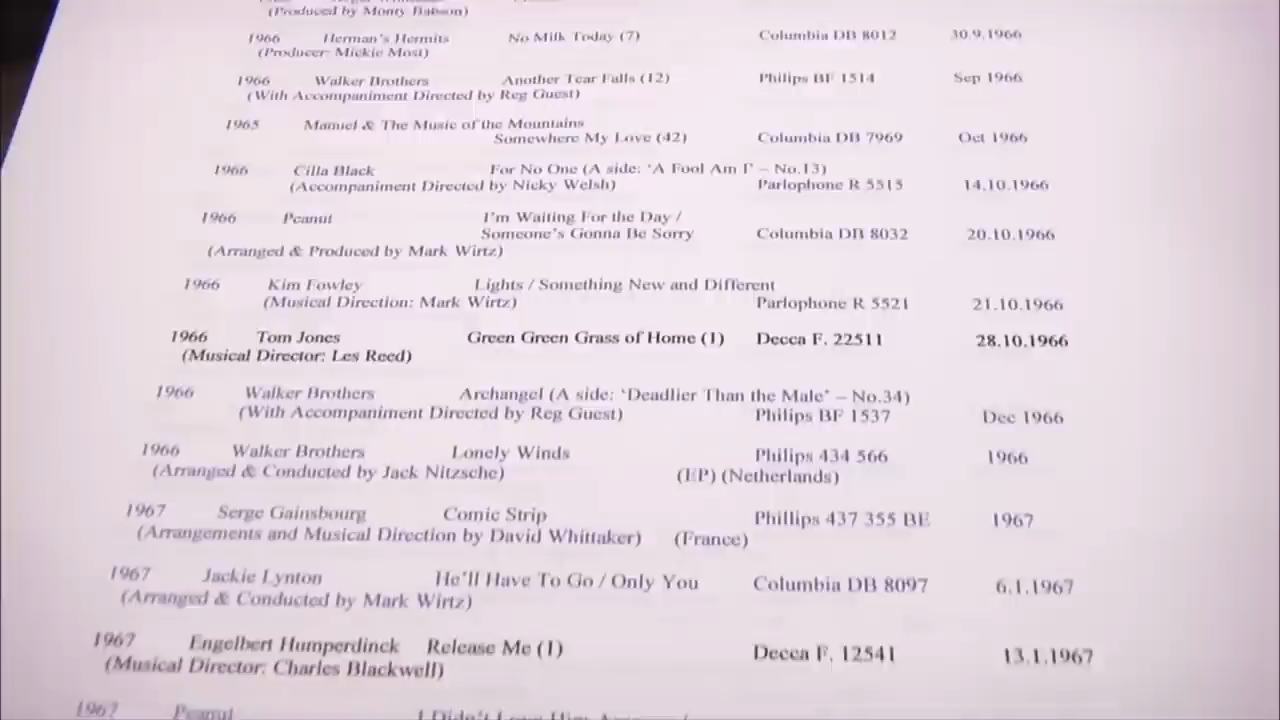 (Produced by Monty Babson)
1966 Herman's Hermits No Milk Today (7) Columbia DB 8012 30.9.1966
(Producer: Mickie Most)
1966 Walker Brothers Another Tear Falls (12) Philips BF 1514 Sep 1966
(With Accompaniment Directed by Reg Guest)
1965 Manuel & The Music of the Mountains
Somewhere My Love (42) Columbia DB 7969 Oct 1966
1966 Cilla Black For No One (A side: 'A Fool Am I' – No.13)
(Accompaniment Directed by Nicky Welsh) Parlophone R 5515 14.10.1966
1966 Peanut I'm Waiting For the Day /
Someone's Gonna Be Sorry Columbia DB 8032 20.10.1966
(Arranged & Produced by Mark Wirtz)
1966 Kim Fowley Lights / Something New and Different
(Musical Direction: Mark Wirtz) Parlophone R 5521 21.10.1966
1966 Tom Jones Green Green Grass of Home (1) Decca F. 22511 28.10.1966
(Musical Director: Les Reed)
1966 Walker Brothers Archangel (A side: 'Deadlier Than the Male' – No.34)
(With Accompaniment Directed by Reg Guest) Philips BF 1537 Dec 1966
1966 Walker Brothers Lonely Winds Philips 434 566 1966
(Arranged & Conducted by Jack Nitzsche) (EP) (Netherlands)
1967 Serge Gainsbourg Comic Strip Phillips 437 355 BE 1967
(Arrangements and Musical Direction by David Whittaker) (France)
1967 Jackie Lynton He'll Have To Go / Only You Columbia DB 8097 6.1.1967
(Arranged & Conducted by Mark Wirtz)
1967 Engelbert Humperdinck Release Me (1) Decca F. 12541 13.1.1967
(Musical Director: Charles Blackwell)
1967 Peanut I Didn't Love Him